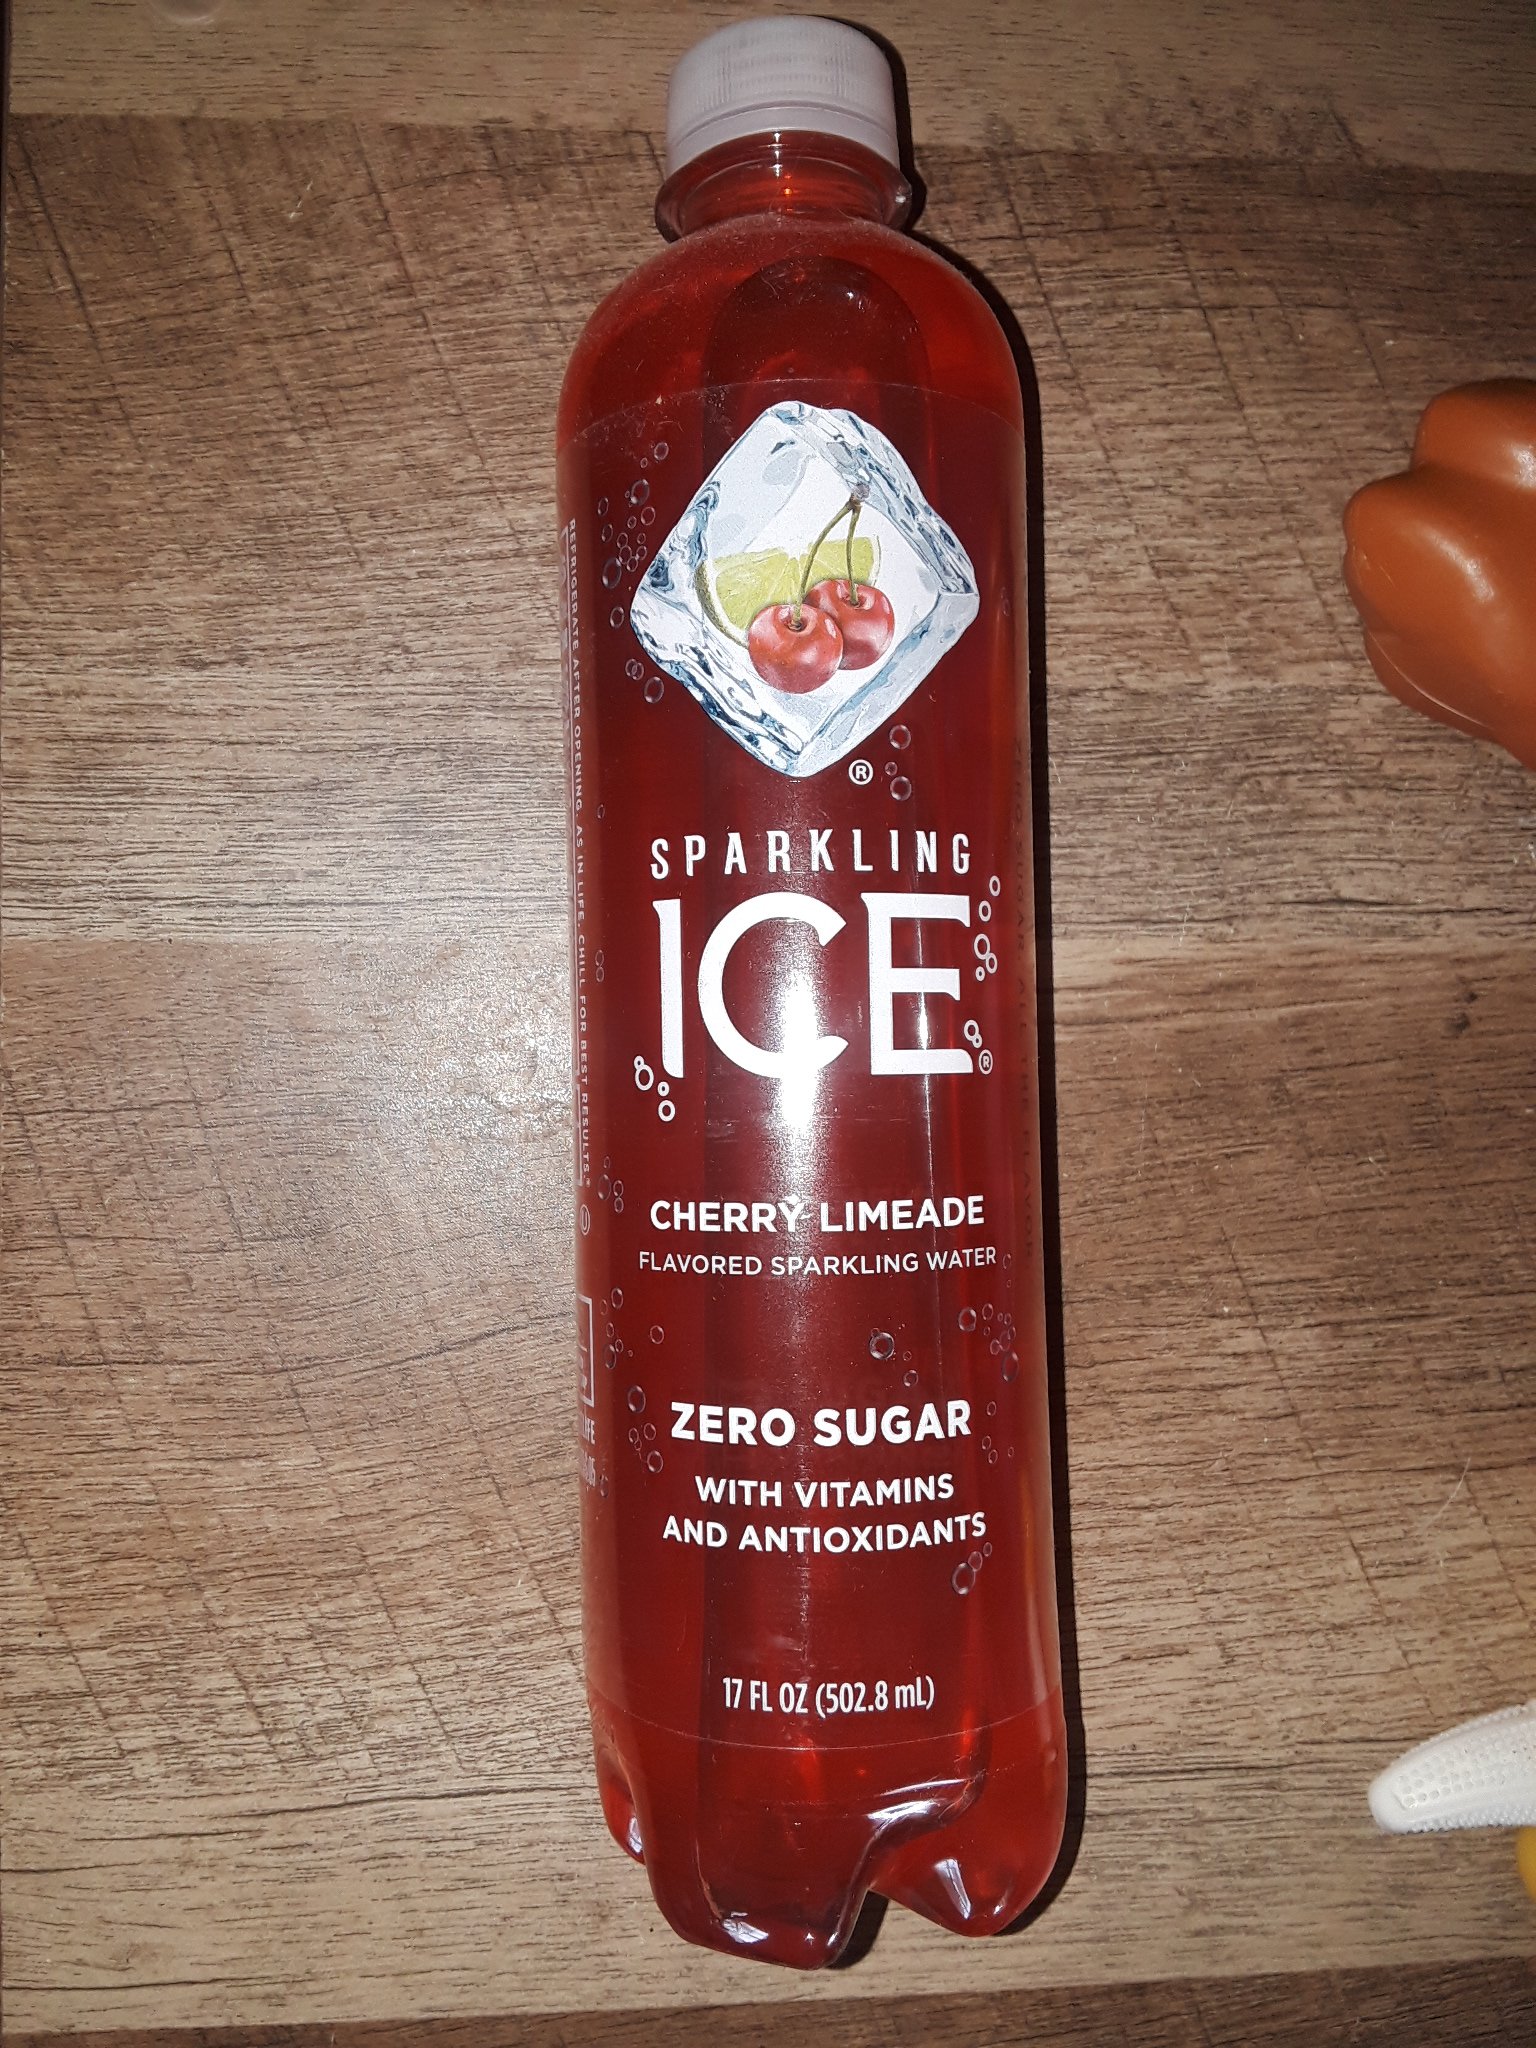 ®
SPARKLING
ICE®
CHERRY LIMEADE
FLAVORED SPARKLING WATER
ZERO SUGAR
WITH VITAMINS
AND ANTIOXIDANTS
17 FL OZ (502.8 mL)
REFRIGERATE AFTER OPENING. AS IN LIFE, CHILL FOR BEST RESULTS.